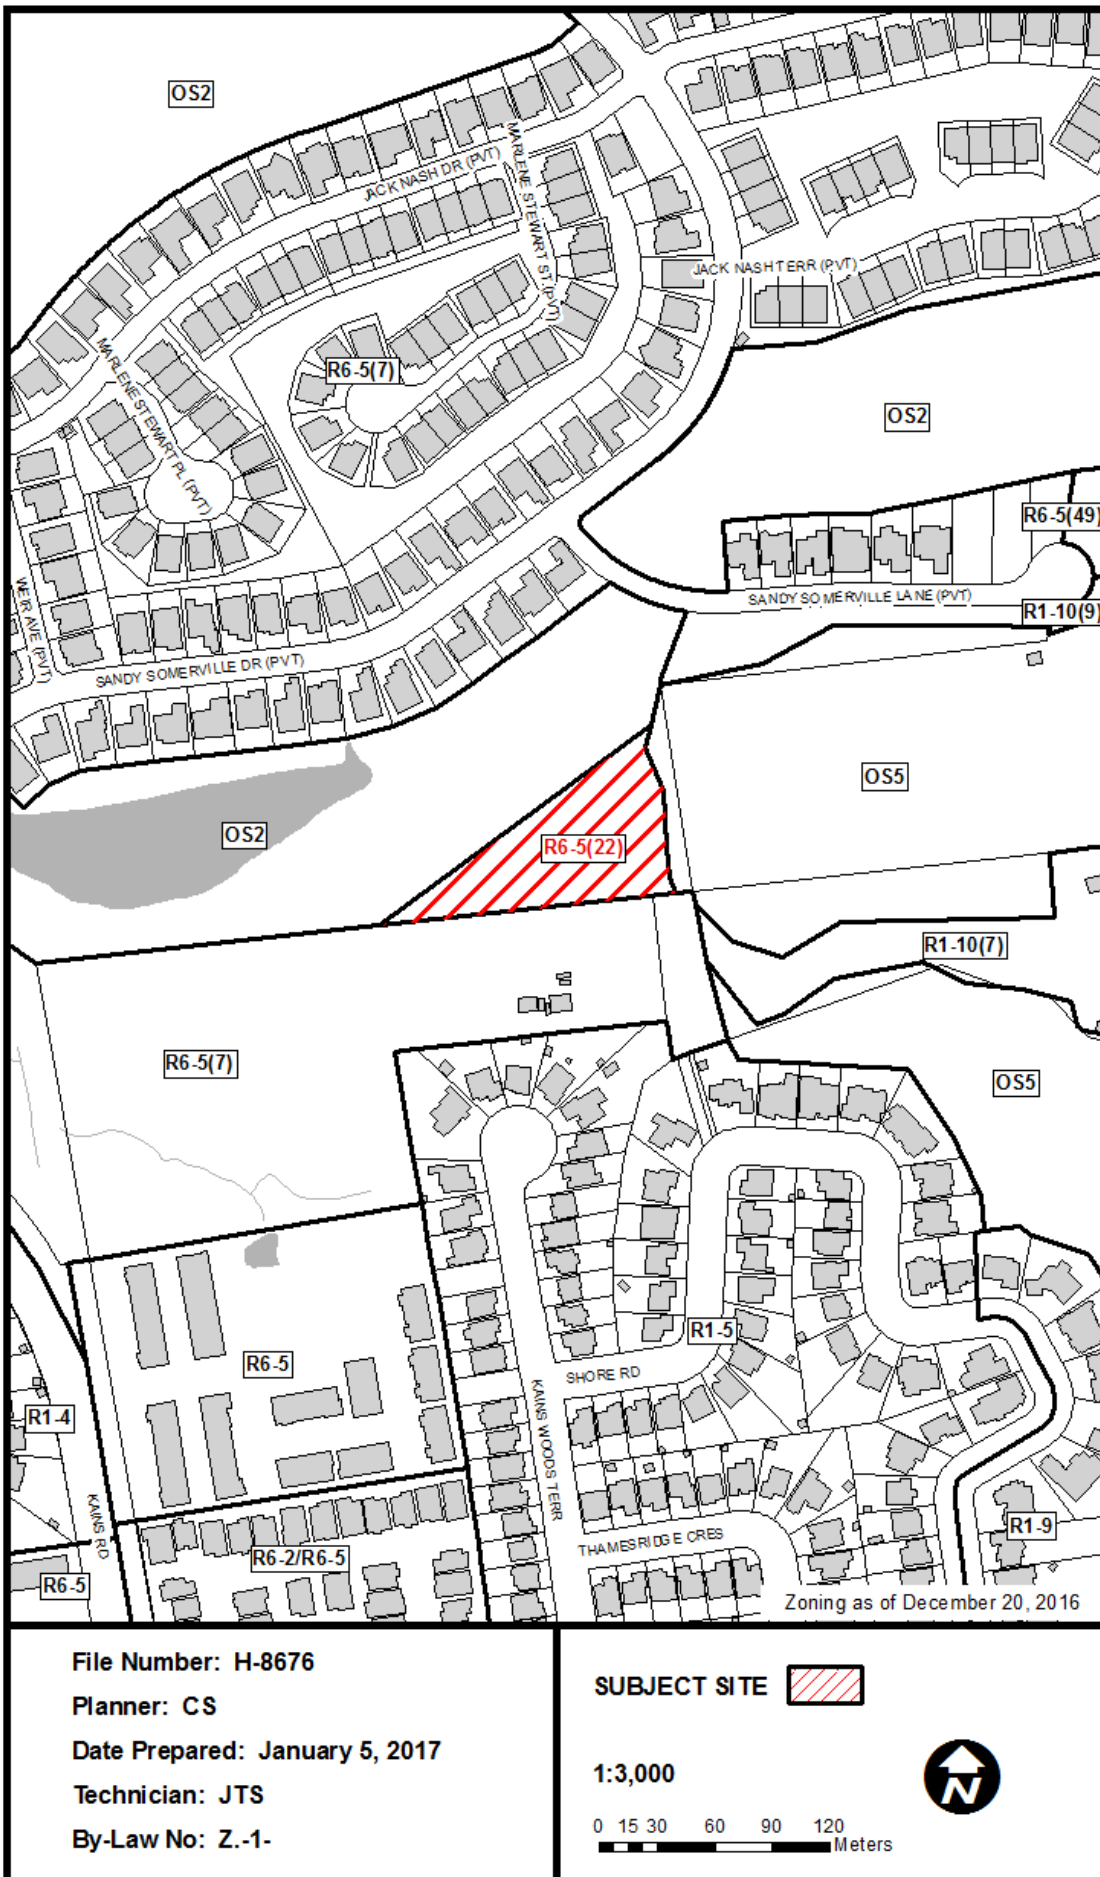 OS2
MARLENE STEWART ST (PVT)
JACK NASH DR (PVT)
JACK NASH TERR (PVT)
MARLENE STEWART PL (PVT)
R6-5(7)
OS2
R6-5(49)
WEIR AVE (PVT)
SANDY SOMERVILLE LANE (PVT)
R1-10(9)
SANDY SOMERVILLE DR (PVT)
OS5
OS2
R6-5(22)
R1-10(7)
R6-5(7)
OS5
R1-5
R6-5
SHORE RD
R1-4
KAINS WOODS TERR
KAINS RD
THAMESRIDGE CRES
R1-9
R6-2/R6-5
R6-5
Zoning as of December 20, 2016
File Number: H-8676
Planner: CS
Date Prepared: January 5, 2017
Technician: JTS
By-Law No: Z.-1-
SUBJECT SITE
1:3,000
N
0 15 30 60 90 120
Meters